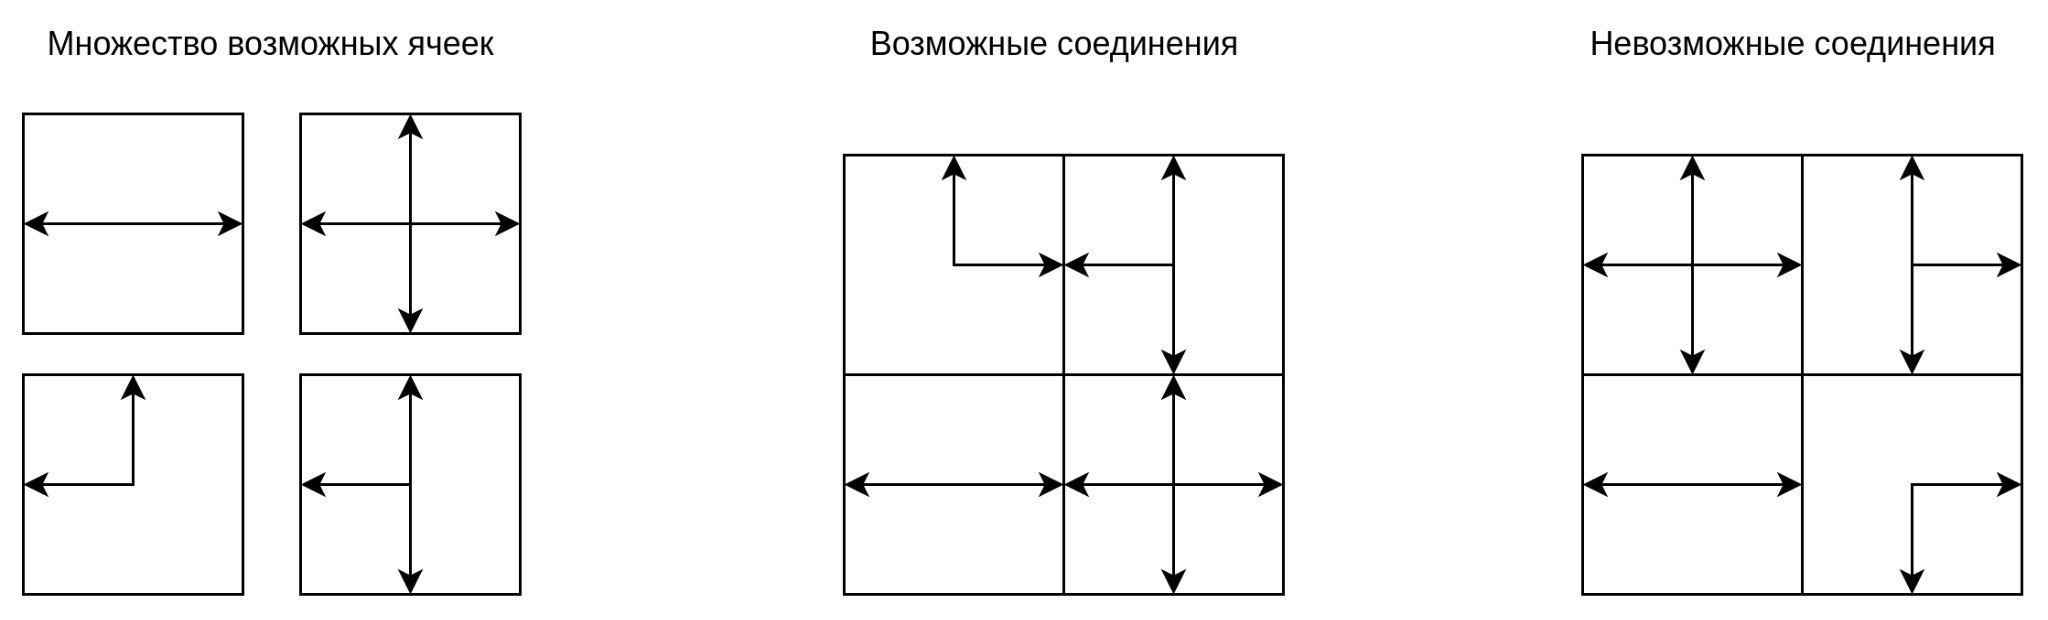 Множество возможных ячеек
Возможные соединения
Невозможные соединения